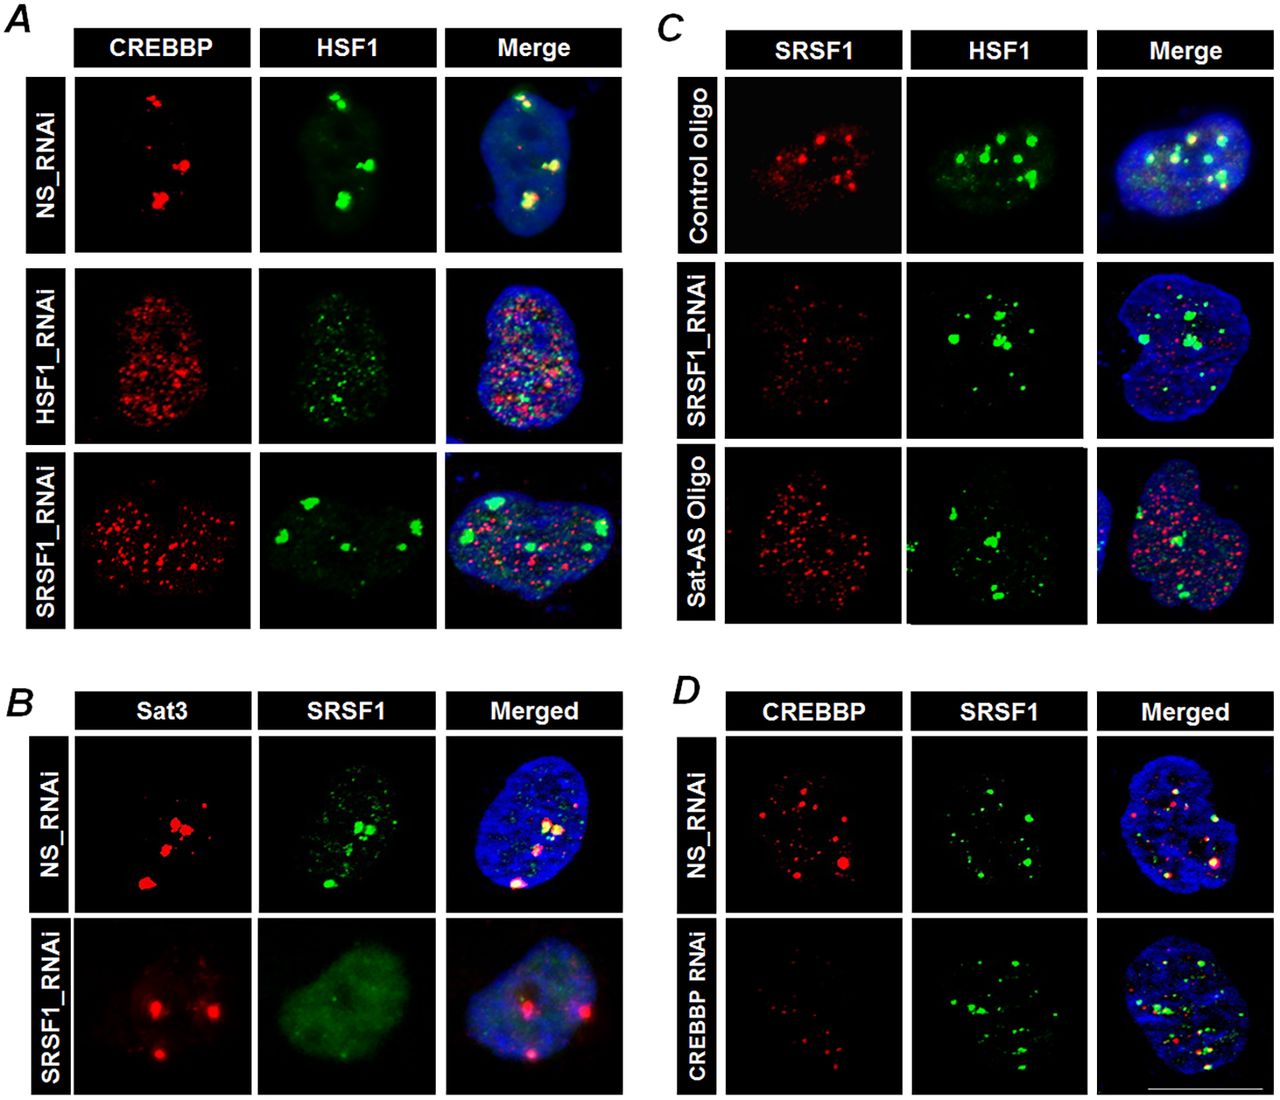 A
CREBBP HSF1 Merge
NS_RNAi
HSF1_RNAi
SRSF1_RNAi
B
Sat3 SRSF1 Merged
NS_RNAi
SRSF1_RNAi
C
SRSF1 HSF1 Merge
Control oligo
SRSF1_RNAi
Sat-AS Oligo
D
CREBBP SRSF1 Merged
NS_RNAi
CREBBP RNAi